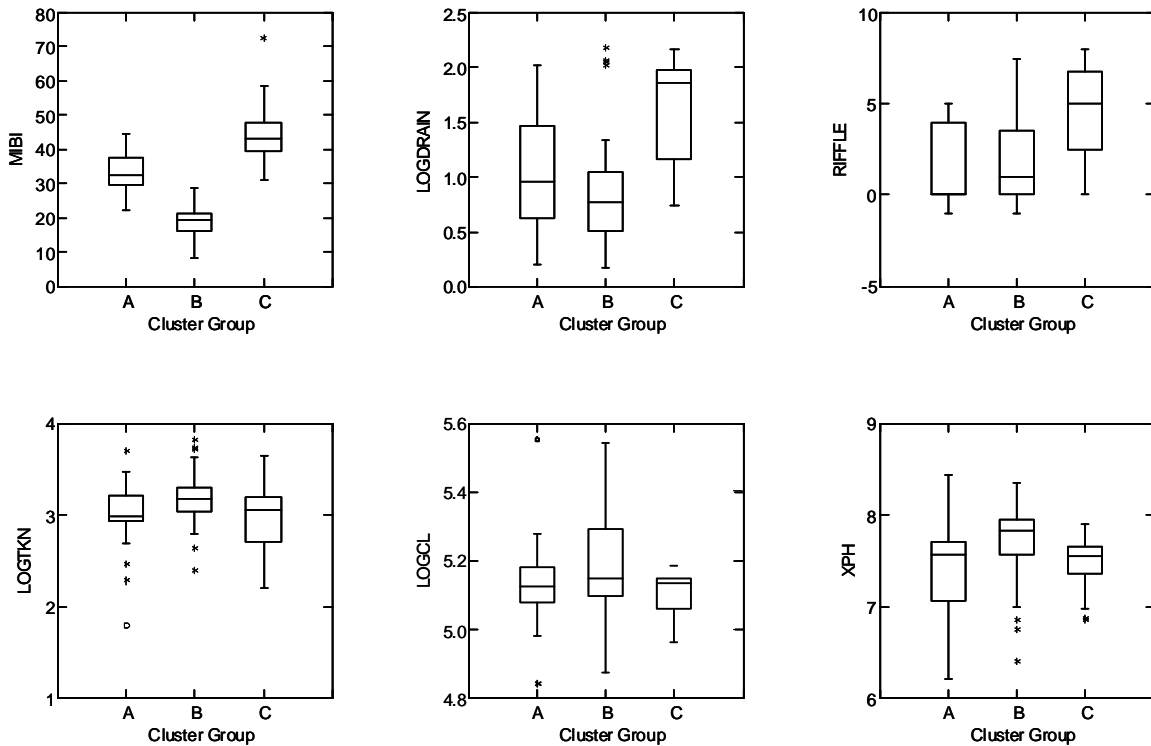 80
70
60
50
40
30
20
10
0
MIBI
A B C
Cluster Group
2.5
2.0
1.5
1.0
0.5
0.0
LOGDRAIN
A B C
Cluster Group
10
5
0
-5
RIFFLE
A B C
Cluster Group
4
3
2
1
LOGTKN
A B C
Cluster Group
5.6
5.4
5.2
5.0
4.8
LOGCL
A B C
Cluster Group
9
8
7
6
XPH
A B C
Cluster Group